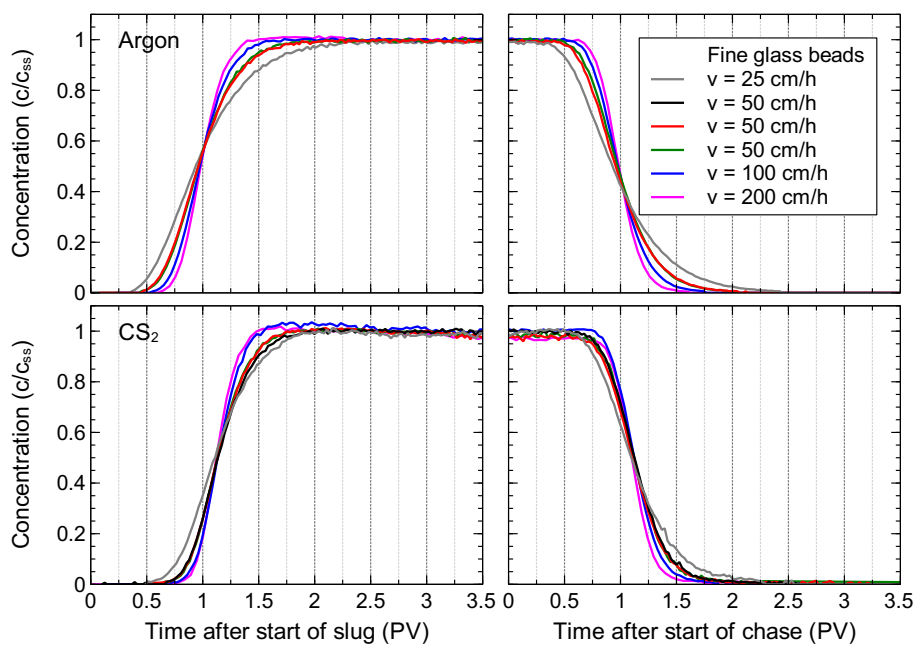 Concentration (c/css)
1
0.8
0.6
0.4
0.2
0
Argon
Fine glass beads
v = 25 cm/h
v = 50 cm/h
v = 50 cm/h
v = 50 cm/h
v = 100 cm/h
v = 200 cm/h
Concentration (c/css)
1
0.8
0.6
0.4
0.2
0
CS2
0 0.5 1 1.5 2 2.5 3 3.5
0 0.5 1 1.5 2 2.5 3 3.5
Time after start of slug (PV)
Time after start of chase (PV)